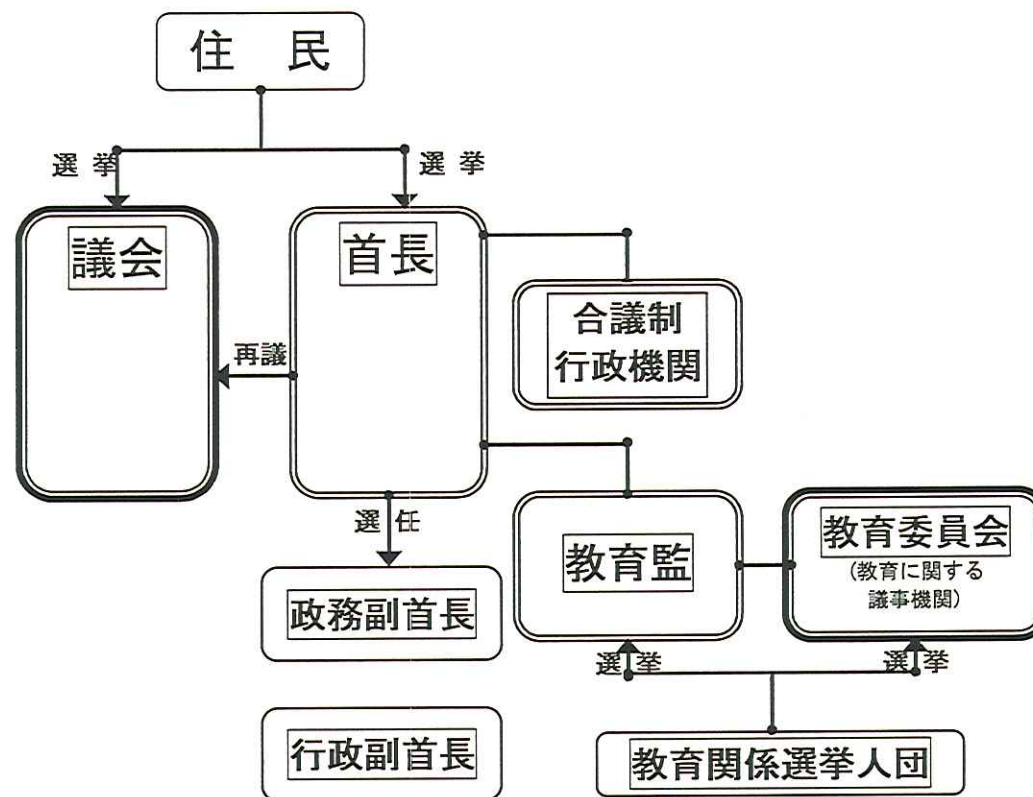 住　民
選 挙
選 挙
議会
首長
再議
合議制
行政機関
選 任
教育監
教育委員会
(教育に関する
議事機関)
政務副首長
選 挙
選 挙
行政副首長
教育関係選挙人団